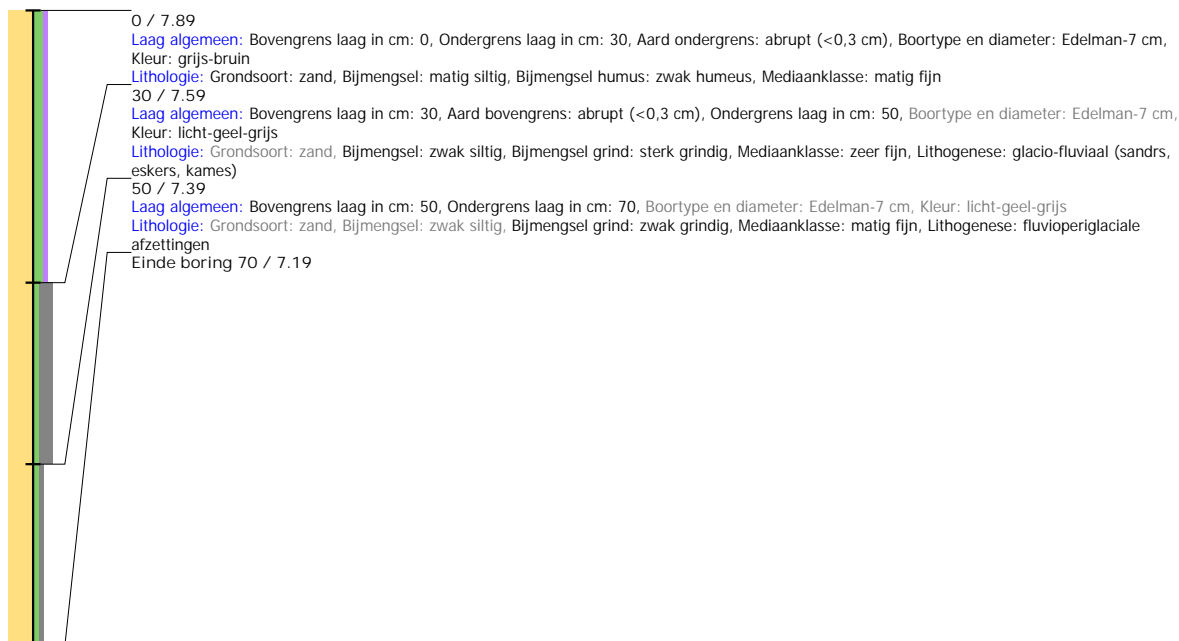 0 / 7.89
Laag algemeen: Bovengrens laag in cm: 0, Ondergrens laag in cm: 30, Aard ondergrens: abrupt (<0,3 cm), Boortype en diameter: Edelman-7 cm,
Kleur: grijs-bruin
Lithologie: Grondsoort: zand, Bijmengsel: matig siltig, Bijmengsel humus: zwak humeus, Mediaanklasse: matig fijn
30 / 7.59
Laag algemeen: Bovengrens laag in cm: 30, Aard bovengrens: abrupt (<0,3 cm), Ondergrens laag in cm: 50, Boortype en diameter: Edelman-7 cm,
Kleur: licht-geel-grijs
Lithologie: Grondsoort: zand, Bijmengsel: zwak siltig, Bijmengsel grind: sterk grindig, Mediaanklasse: zeer fijn, Lithogenese: glacio-fluviaal (sandrs,
eskers, kames)
50 / 7.39
Laag algemeen: Bovengrens laag in cm: 50, Ondergrens laag in cm: 70, Boortype en diameter: Edelman-7 cm, Kleur: licht-geel-grijs
Lithologie: Grondsoort: zand, Bijmengsel: zwak siltig, Bijmengsel grind: zwak grindig, Mediaanklasse: matig fijn, Lithogenese: fluvioperiglaciale
afzettingen
Einde boring 70 / 7.19